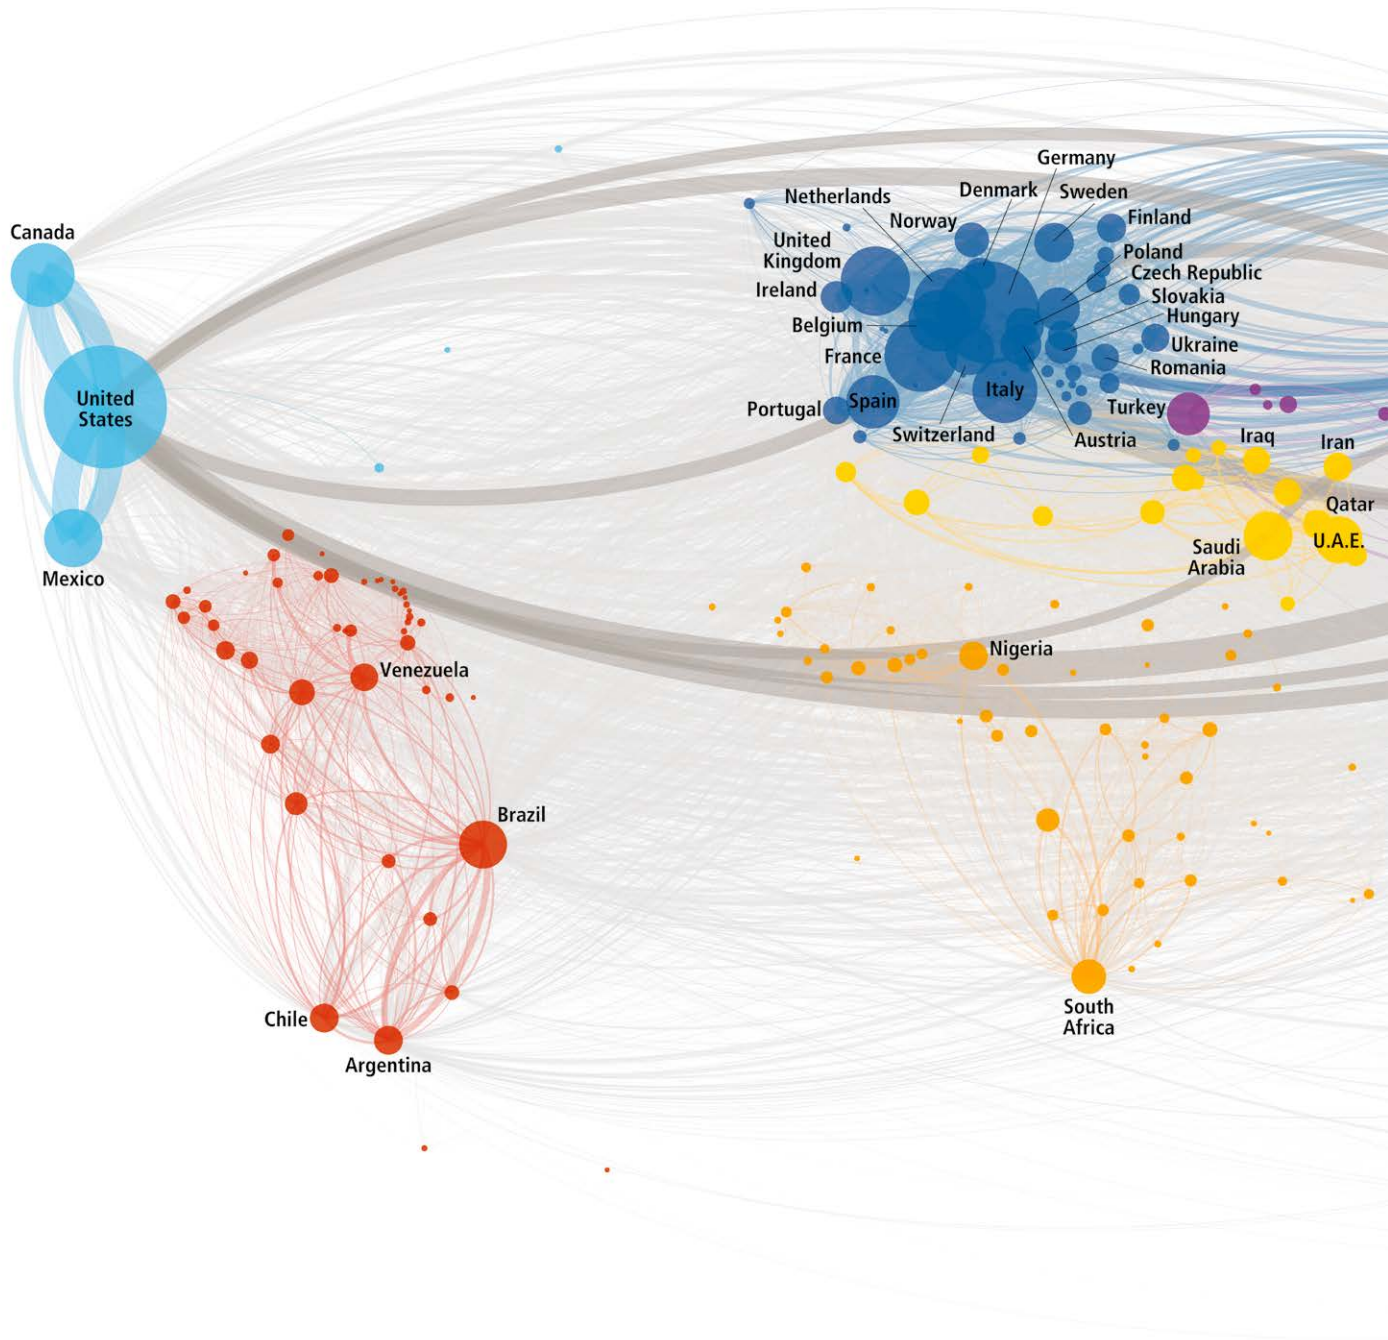 Germany
Netherlands
Denmark
Sweden
Norway
Finland
Canada
United
Kingdom
Poland
Czech Republic
Ireland
Slovakia
Hungary
Belgium
Ukraine
France
Romania
United
States
Italy
Portugal
Spain
Turkey
Switzerland
Austria
Iraq
Iran
Qatar
Saudi
Arabia
U.A.E.
Mexico
Nigeria
Venezuela
Brazil
South
Africa
Chile
Argentina